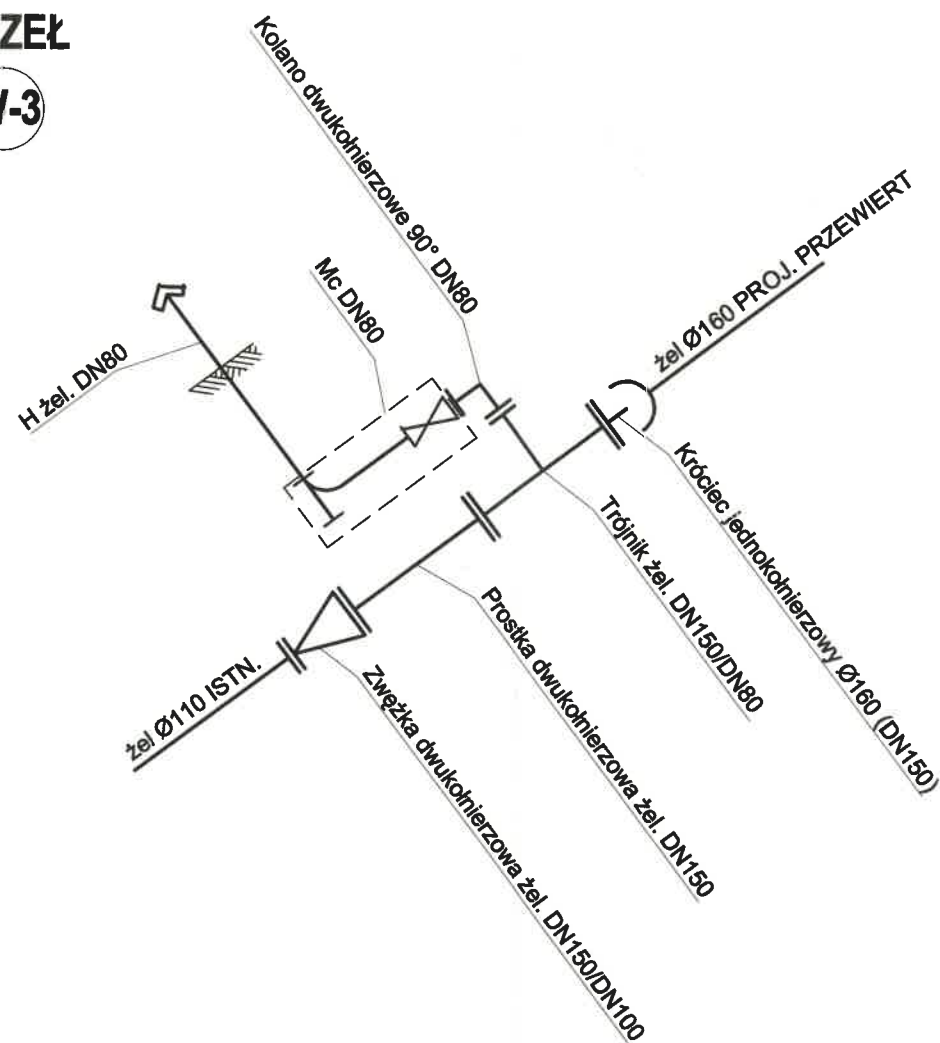 ZEŁ
-3
Kolano dwukołnierzowe 90° DN80
Mc DN80
H żel. DN80
żel Ø160 PROJ. PRZEWIERT
Króciec jednokołnierzowy Ø160 (DN150)
Trójnik żel. DN150/DN80
Prostka dwukołnierzowa żel. DN150
Zwężka dwukołnierzowa żel. DN150/DN100
żel Ø110 ISTN.